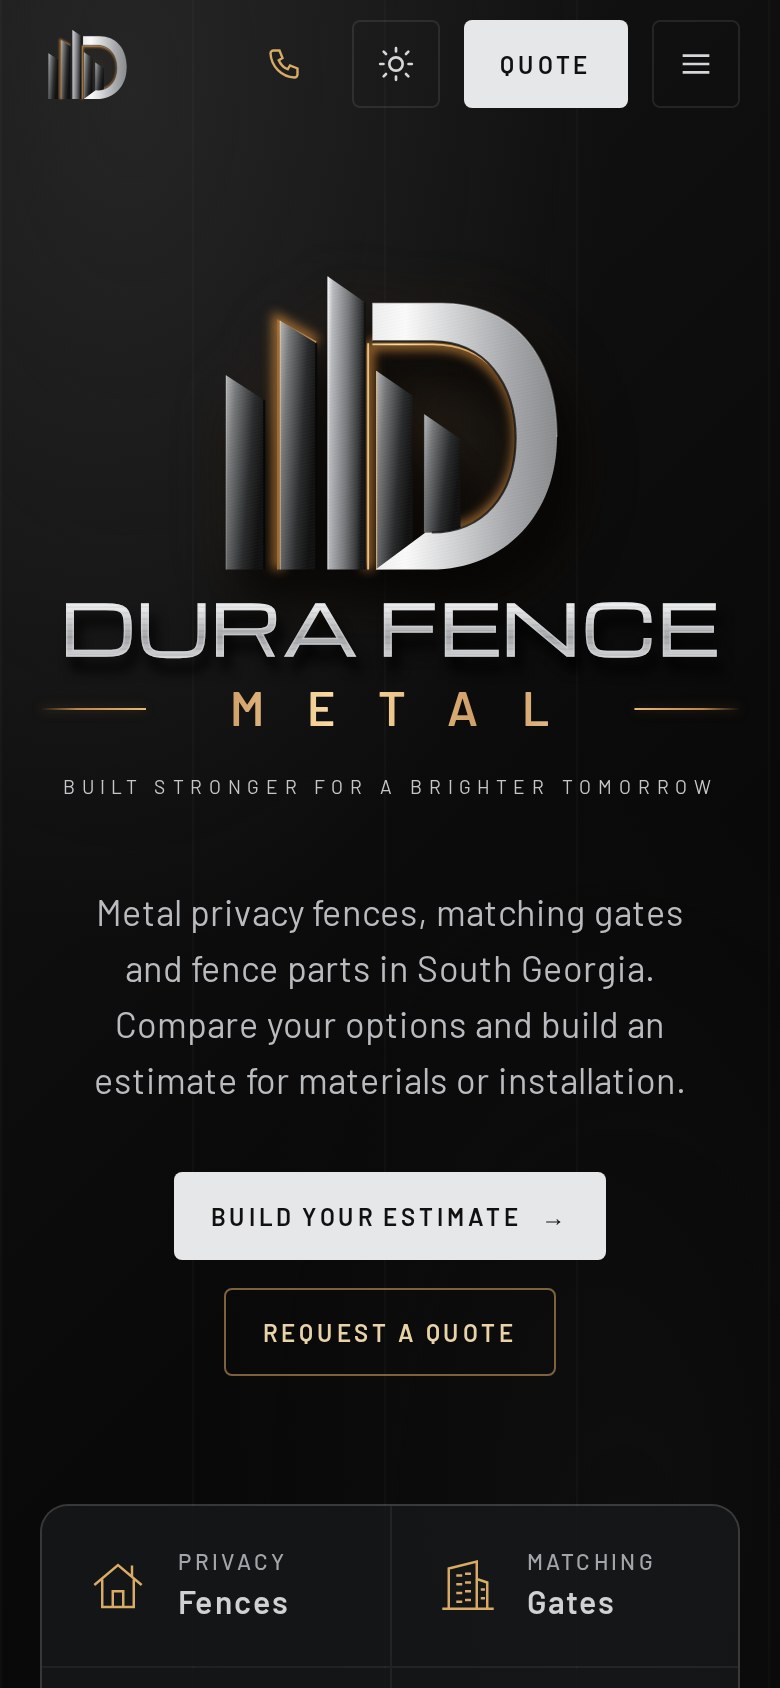 QUOTE
DURA FENCE
METAL
BUILT STRONGER FOR A BRIGHTER TOMORROW
Metal privacy fences, matching gates
and fence parts in South Georgia.
Compare your options and build an
estimate for materials or installation.
BUILD YOUR ESTIMATE →
REQUEST A QUOTE
PRIVACY
Fences
MATCHING
Gates